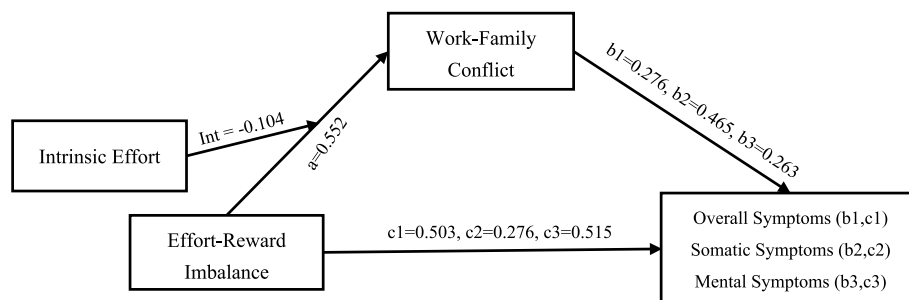 Work-Family
Conflict
b1=0.276, b2=0.465, b3=0.263
Int = -0.104
a=0.552
Intrinsic Effort
Effort-Reward
Imbalance
c1=0.503, c2=0.276, c3=0.515
Overall Symptoms (b1,c1)
Somatic Symptoms (b2,c2)
Mental Symptoms (b3,c3)